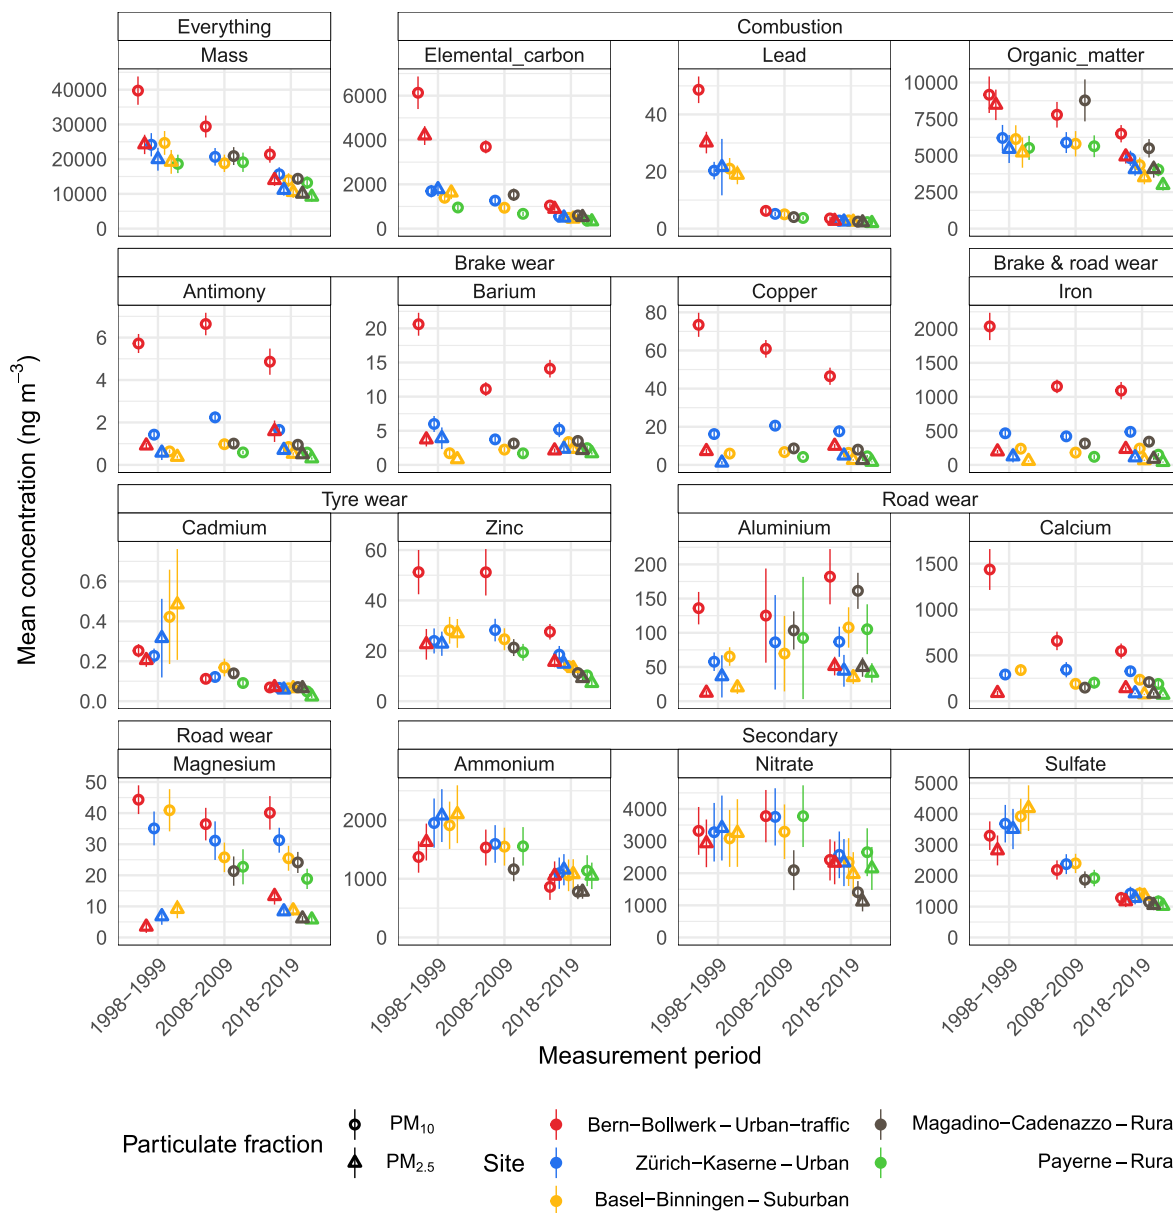 Everything
Combustion
Mass
Elemental_carbon
Lead
Organic_matter
40000
30000
20000
10000
0
6000
4000
2000
0
40
20
0
10000
7500
5000
2500
0
Brake wear
Brake & road wear
Antimony
Barium
Copper
Iron
6
4
2
0
20
15
10
5
0
80
60
40
20
0
2000
1500
1000
500
0
Tyre wear
Road wear
Cadmium
Zinc
Aluminium
Calcium
0.6
0.4
0.2
0.0
60
40
20
0
200
150
100
50
0
1500
1000
500
0
Road wear
Secondary
Magnesium
Ammonium
Nitrate
Sulfate
50
40
30
20
10
0
2000
1000
0
4000
3000
2000
1000
0
5000
4000
3000
2000
1000
0
Mean concentration (ng m⁻³)
1998−1999
2008−2009
2018−2019
1998−1999
2008−2009
2018−2019
1998−1999
2008−2009
2018−2019
1998−1999
2008−2009
2018−2019
Measurement period
Particulate fraction
PM₁₀
PM₂.₅
Site
Bern−Bollwerk – Urban−traffic
Zürich−Kaserne – Urban
Basel−Binningen – Suburban
Magadino−Cadenazzo – Rura
Payerne – Rura